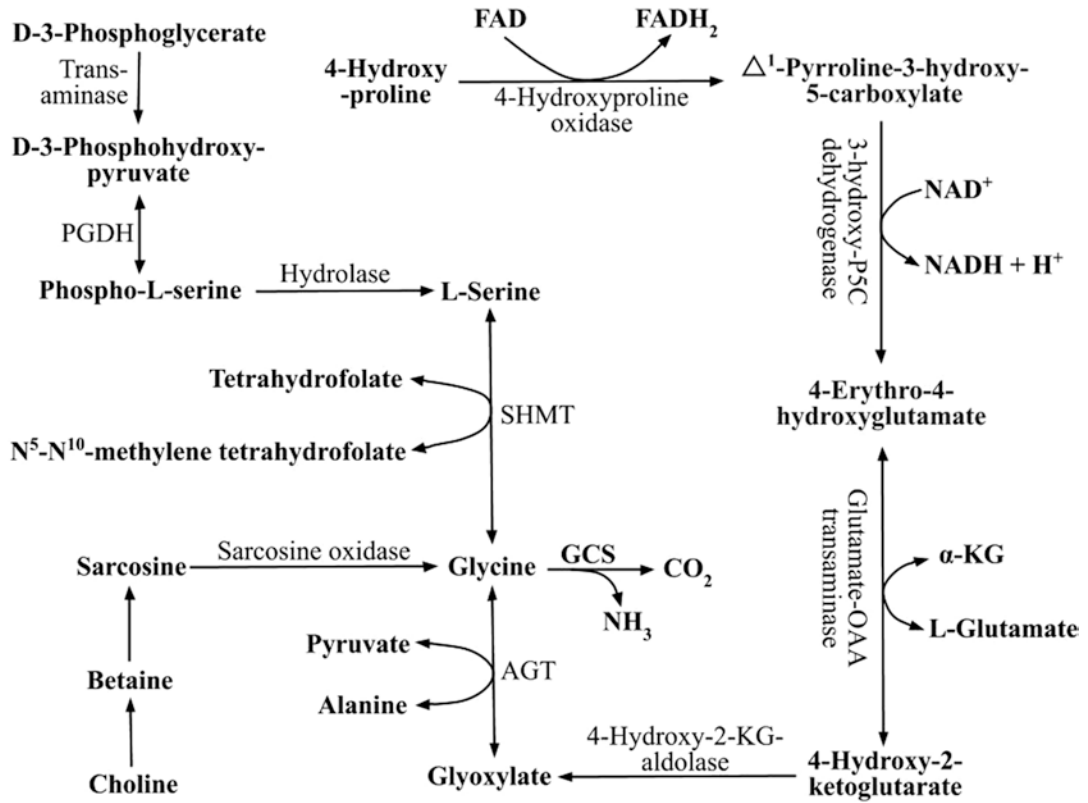 D-3-Phosphoglycerate
Trans-
aminase
D-3-Phosphohydroxy-
pyruvate
PGDH
Phospho-L-serine
Hydrolase
L-Serine
FAD
FADH₂
4-Hydroxy
-proline
4-Hydroxyproline
oxidase
△¹-Pyrroline-3-hydroxy-
5-carboxylate
3-hydroxy-P5C
dehydrogenase
NAD⁺
NADH + H⁺
Tetrahydrofolate
SHMT
N⁵-N¹⁰-methylene tetrahydrofolate
4-Erythro-4-
hydroxyglutamate
Glutamate-OAA
transaminase
α-KG
L-Glutamate
Sarcosine
Sarcosine oxidase
Glycine
GCS
CO₂
NH₃
Betaine
Choline
Pyruvate
AGT
Alanine
Glyoxylate
4-Hydroxy-2-KG-
aldolase
4-Hydroxy-2-
ketoglutarate